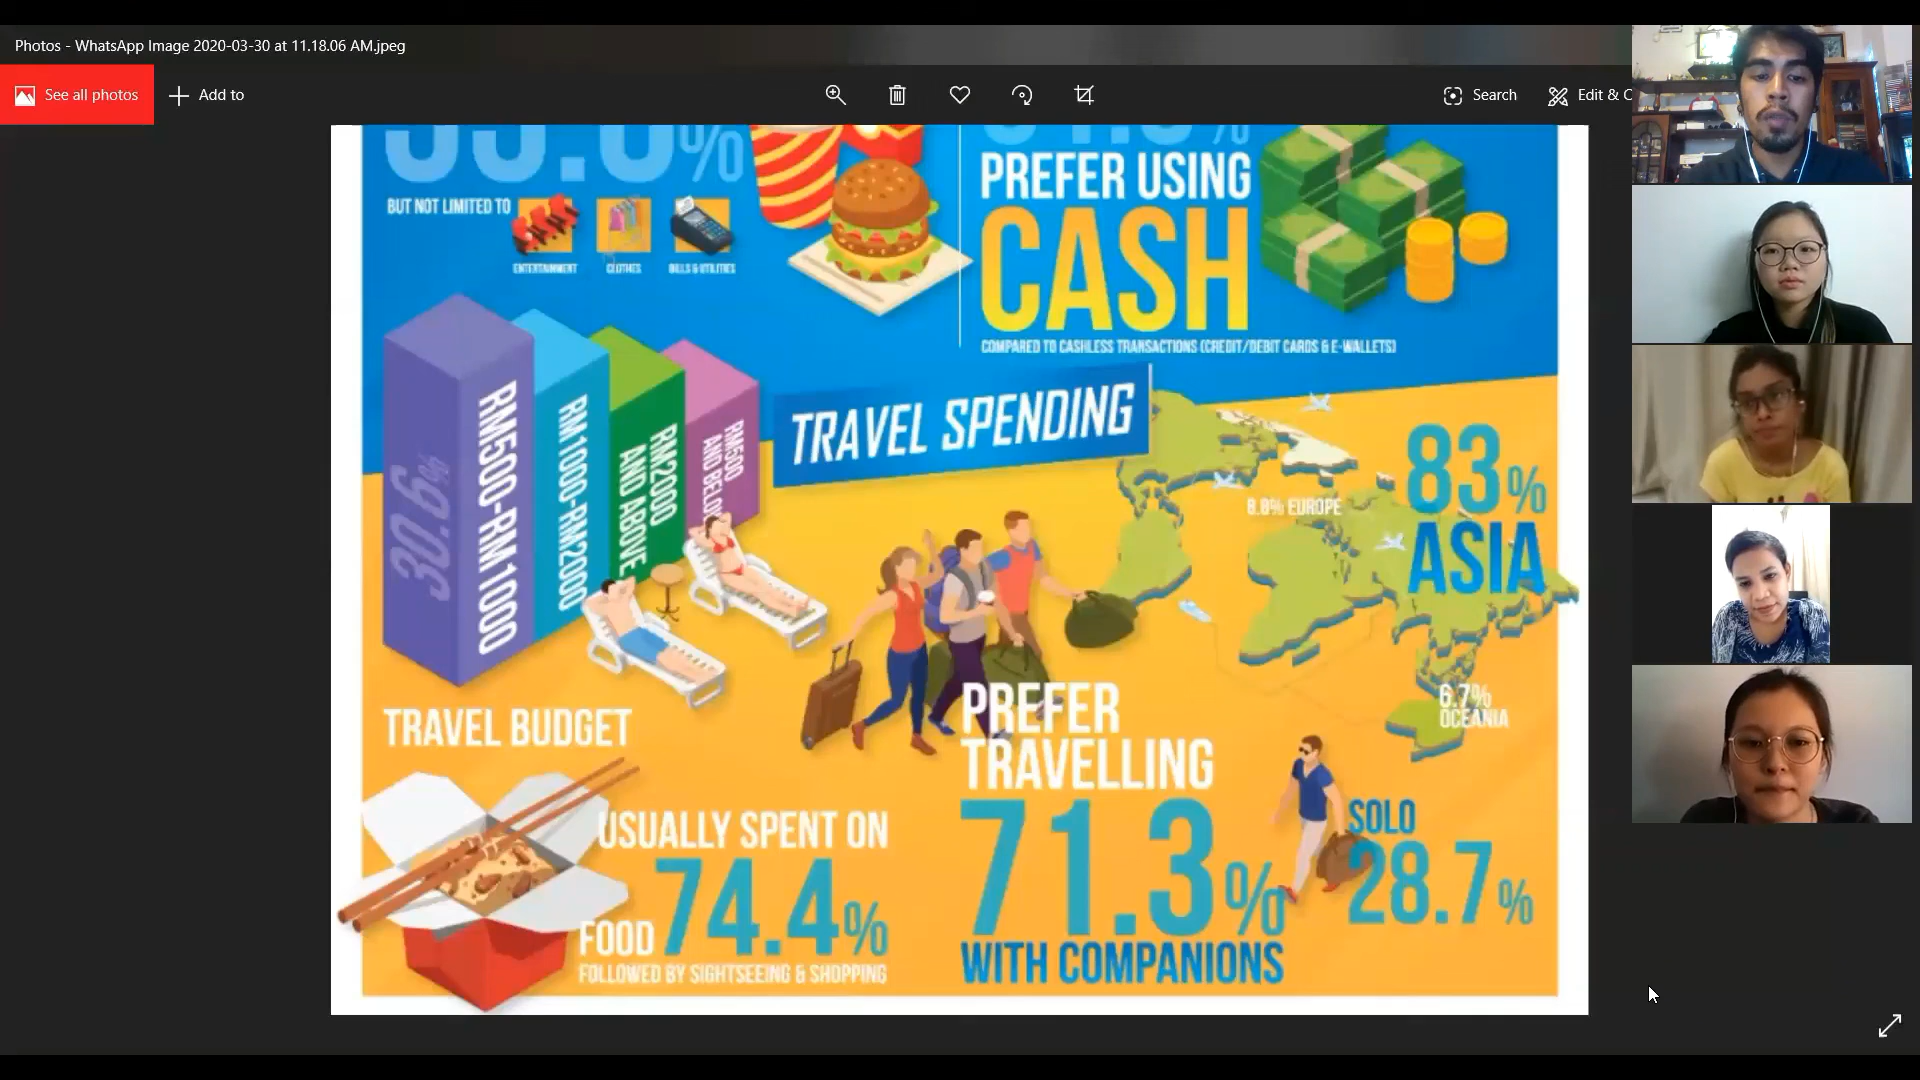 Photos - WhatsApp Image 2020-03-30 at 11.18.06 AM.jpeg
See all photos
Add to
Search
Edit & C
%
%
BUT NOT LIMITED TO
ENTERTAINMENT
CLOTHES
BILLS & UTILITIES
PREFER USING
CASH
COMPARED TO CASHLESS TRANSACTIONS (CREDIT/DEBIT CARDS & E-WALLETS)
30.6%
RM500-RM1000
RM1000-RM2000
RM2000
AND ABOVE
RM500
AND BELOW
TRAVEL BUDGET
TRAVEL SPENDING
83%
ASIA
8.8% EUROPE
6.7%
OCEANIA
USUALLY SPENT ON
FOOD 74.4%
FOLLOWED BY SIGHTSEEING & SHOPPING
PREFER
TRAVELLING
71.3%
WITH COMPANIONS
SOLO
28.7%